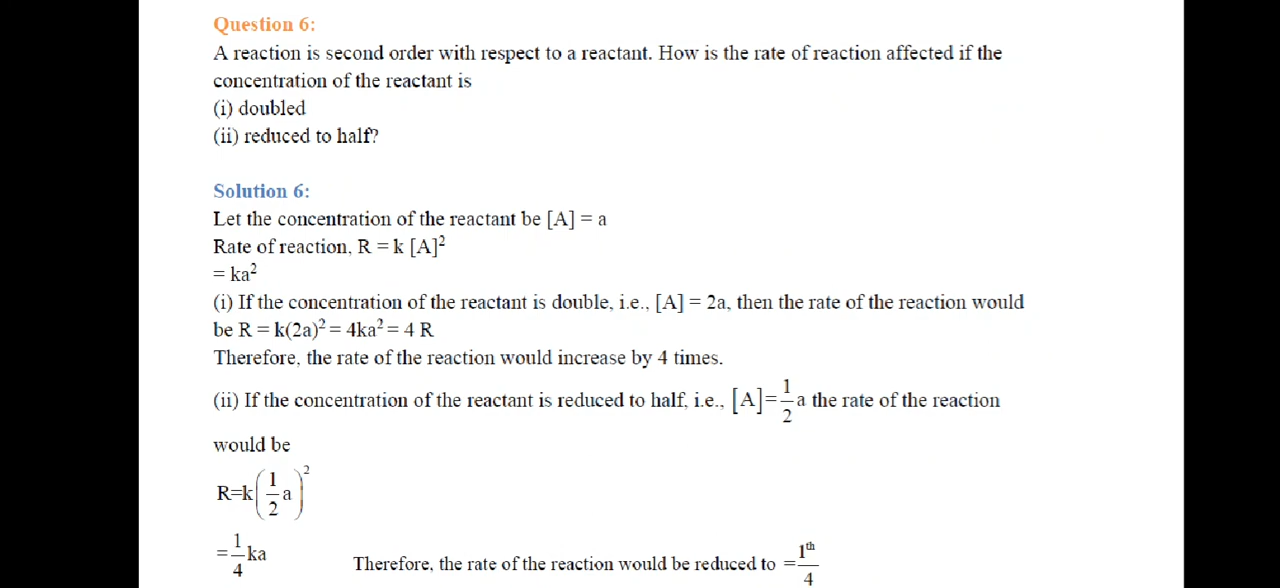 Question 6:
A reaction is second order with respect to a reactant. How is the rate of reaction affected if the
concentration of the reactant is
(i) doubled
(ii) reduced to half?
Solution 6:
Let the concentration of the reactant be [A] = a
Rate of reaction, R = k [A]²
= ka²
(i) If the concentration of the reactant is double, i.e., [A] = 2a, then the rate of the reaction would
be R = k(2a)² = 4ka² = 4 R
Therefore, the rate of the reaction would increase by 4 times.
(ii) If the concentration of the reactant is reduced to half, i.e., [A]=1/2 a the rate of the reaction
would be
R=k(1/2 a)²
=1/4 ka Therefore, the rate of the reaction would be reduced to =1th/4